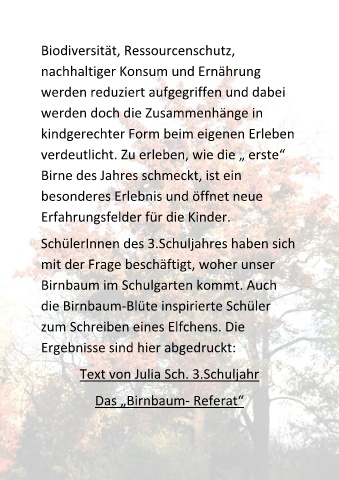 Biodiversität, Ressourcenschutz,
nachhaltiger Konsum und Ernährung
werden reduziert aufgegriffen und dabei
werden doch die Zusammenhänge in
kindgerechter Form beim eigenen Erleben
verdeutlicht. Zu erleben, wie die „ erste“
Birne des Jahres schmeckt, ist ein
besonderes Erlebnis und öffnet neue
Erfahrungsfelder für die Kinder.
SchülerInnen des 3.Schuljahres haben sich
mit der Frage beschäftigt, woher unser
Birnbaum im Schulgarten kommt. Auch
die Birnbaum-Blüte inspirierte Schüler
zum Schreiben eines Elfchens. Die
Ergebnisse sind hier abgedruckt:
Text von Julia Sch. 3.Schuljahr
Das „Birnbaum- Referat“